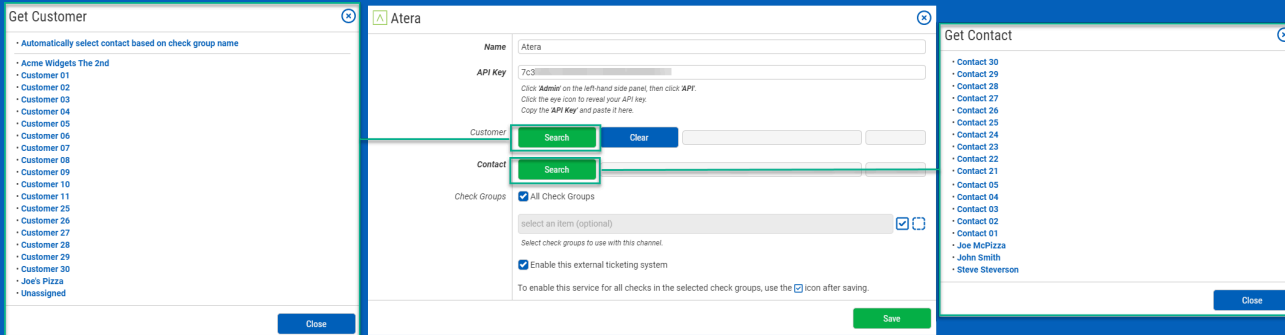 Get Customer
• Automatically select contact based on check group name
• Acme Widgets The 2nd
• Customer 01
• Customer 02
• Customer 03
• Customer 04
• Customer 05
• Customer 06
• Customer 07
• Customer 08
• Customer 09
• Customer 10
• Customer 11
• Customer 25
• Customer 26
• Customer 27
• Customer 28
• Customer 29
• Customer 30
• Joe's Pizza
• Unassigned
Close
Atera
Name
Atera
API Key
7c3
Click 'Admin' on the left-hand side panel, then click 'API'.
Click the eye icon to reveal your API key.
Copy the 'API Key' and paste it here.
Customer
Search
Clear
Contact
Search
Check Groups
All Check Groups
select an item (optional)
Select check groups to use with this channel.
Enable this external ticketing system
To enable this service for all checks in the selected check groups, use the icon after saving.
Save
Get Contact
• Contact 30
• Contact 29
• Contact 28
• Contact 27
• Contact 26
• Contact 25
• Contact 24
• Contact 23
• Contact 22
• Contact 21
• Contact 05
• Contact 04
• Contact 03
• Contact 02
• Contact 01
• Joe McPizza
• John Smith
• Steve Steverson
Close